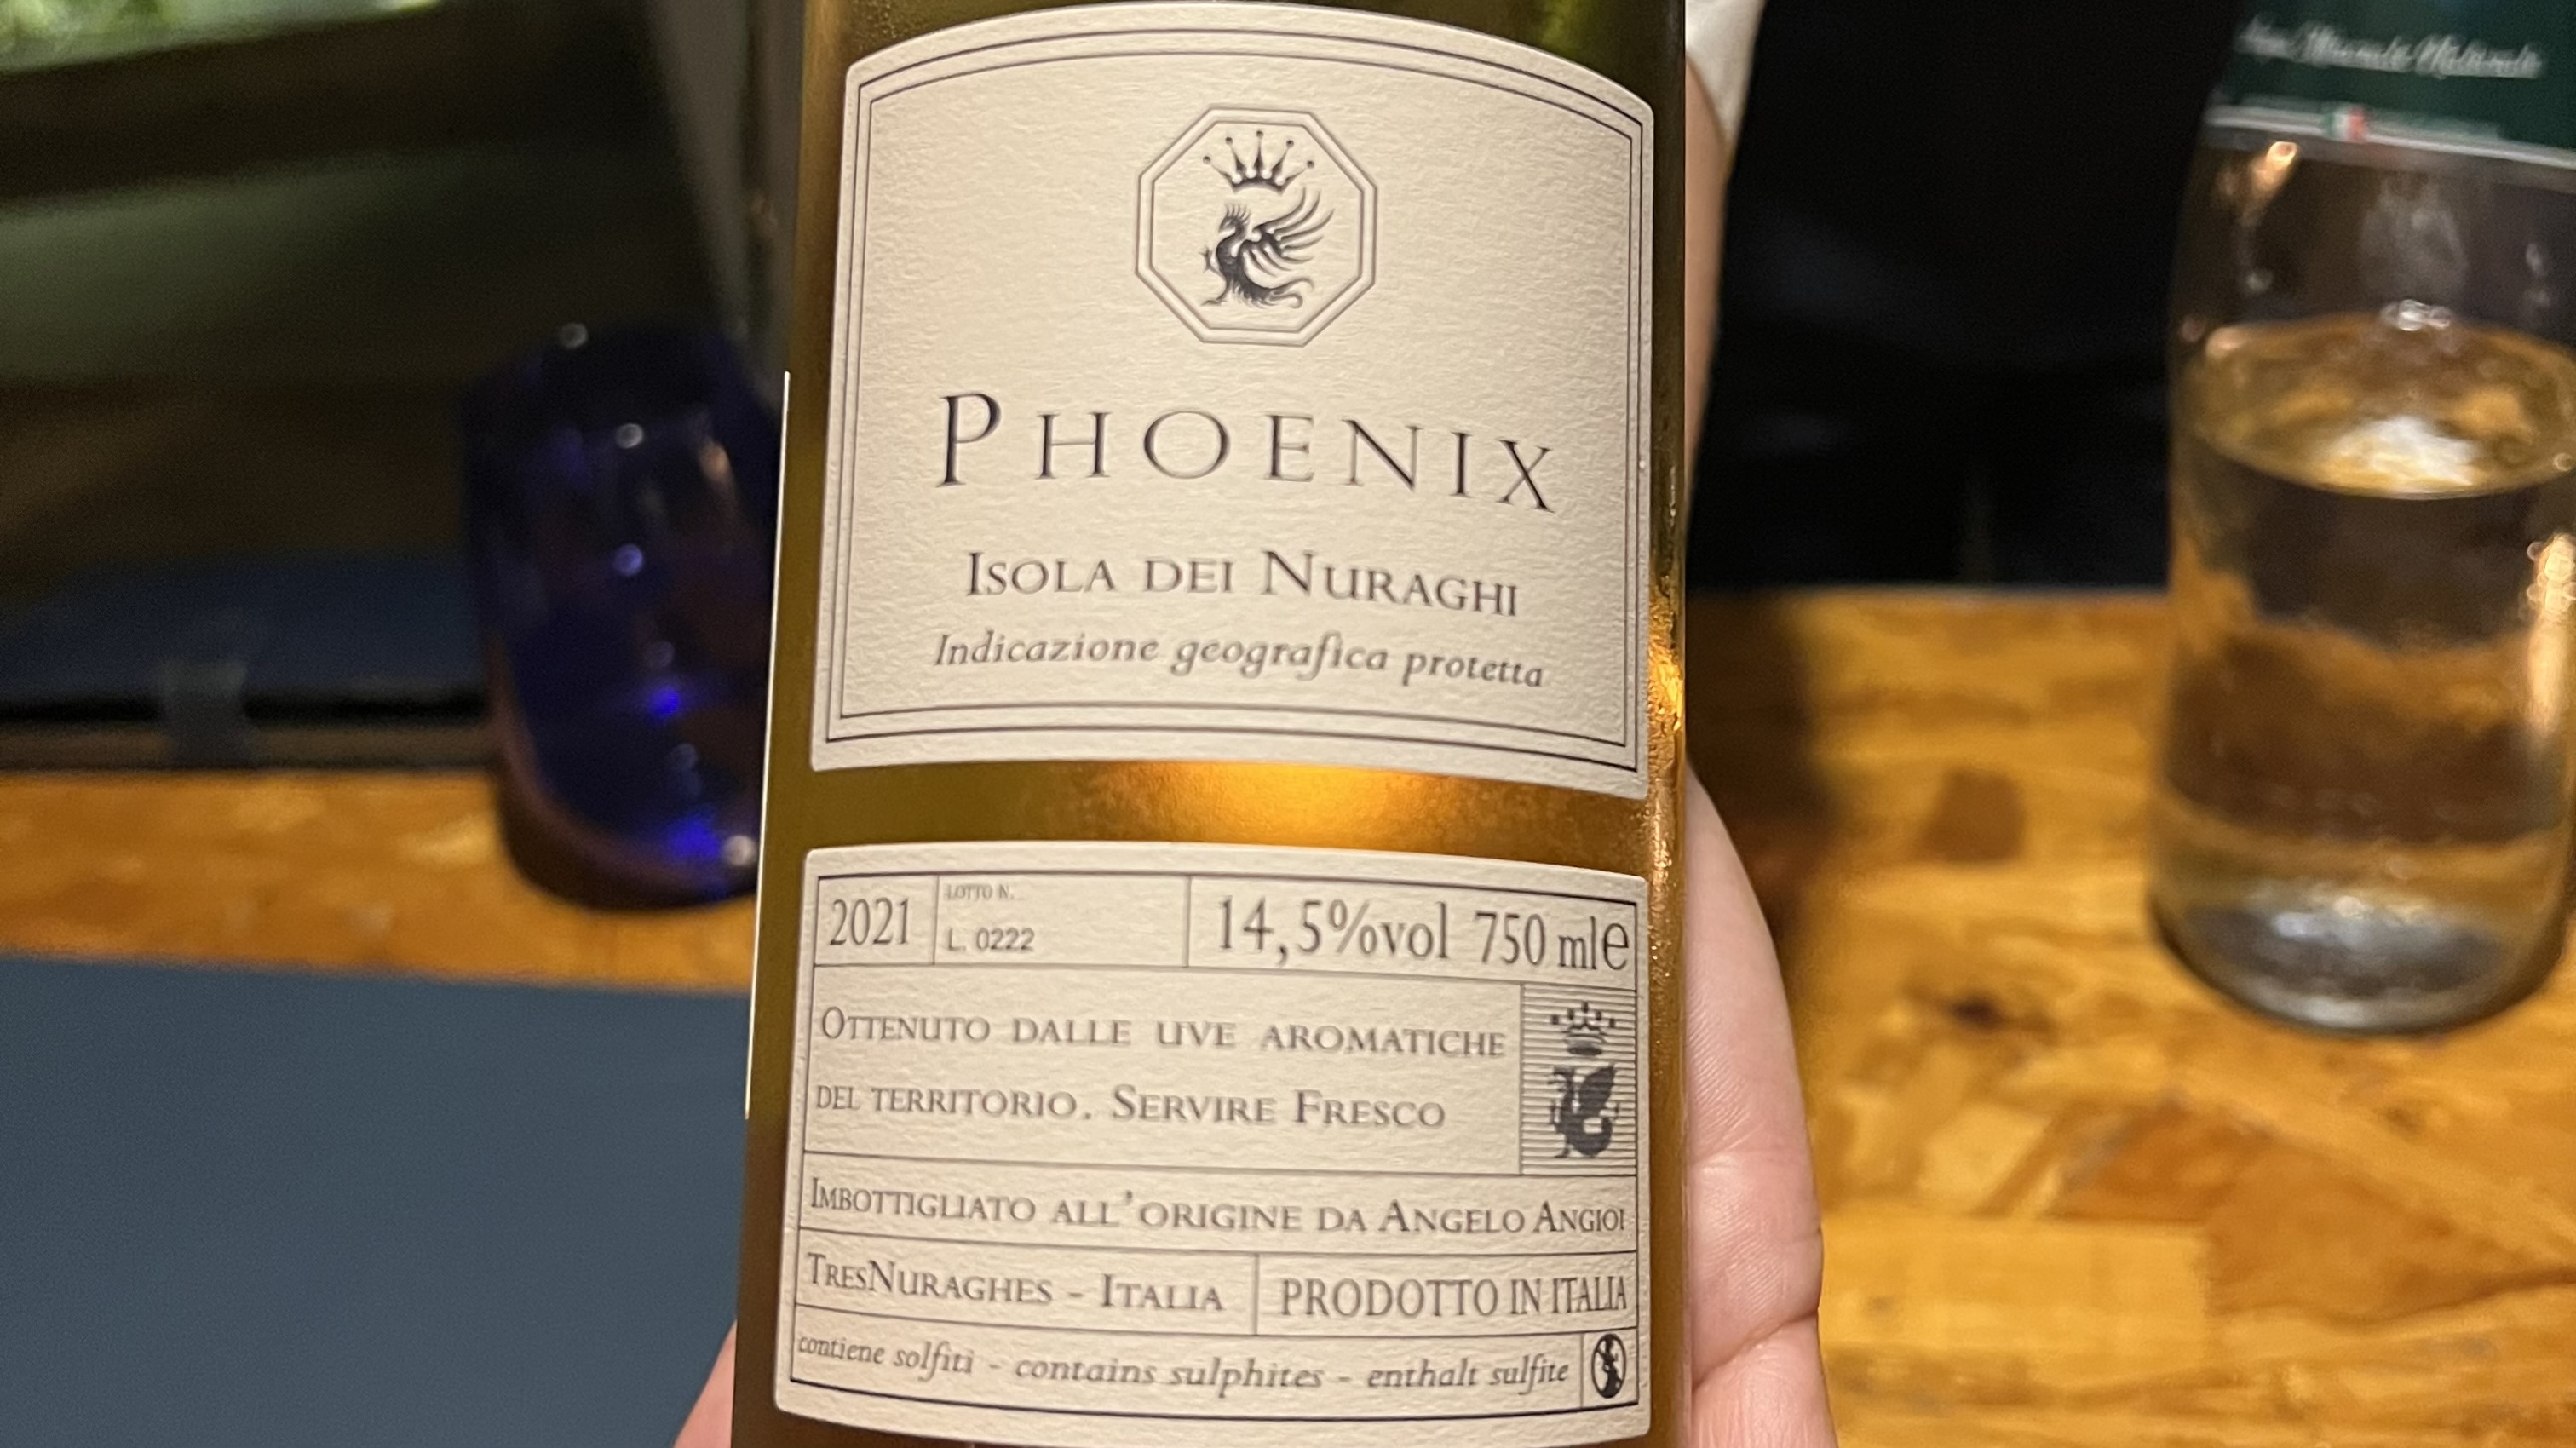 PHOENIX
ISOLA DEI NURAGHI
Indicazione geografica protetta
2021
LOTTO N.
L. 0222
14,5%vol 750 mle
OTTENUTO DALLE UVE AROMATICHE
DEL TERRITORIO. SERVIRE FRESCO
IMBOTTIGLIATO ALL'ORIGINE DA ANGELO ANGIOI
TRESNURAGHES - ITALIA
PRODOTTO IN ITALIA
contiene solfiti - contains sulphites - enthalt sulfite